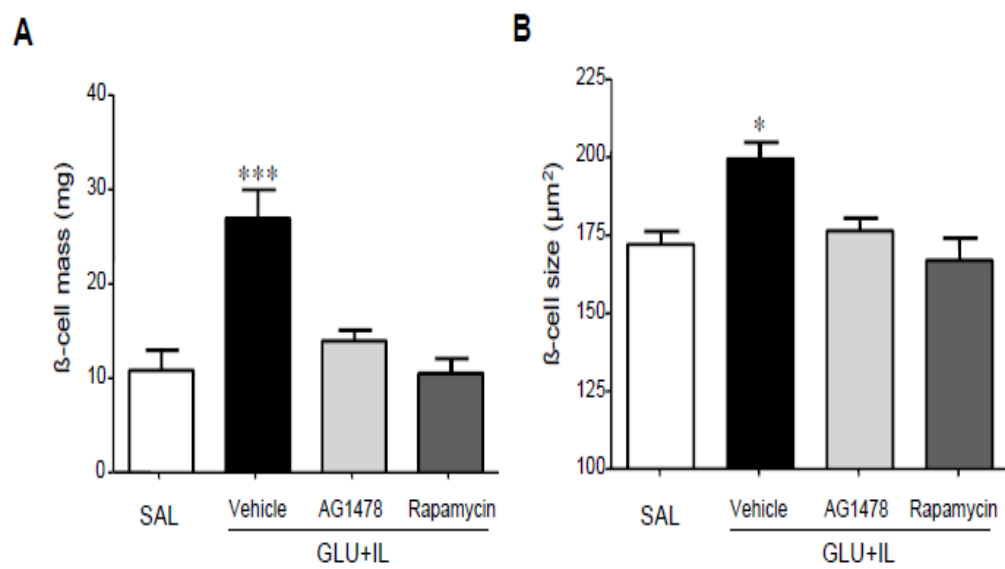 A
ß-cell mass (mg)
40
30
20
10
0
***
SAL
Vehicle
AG1478
Rapamycin
GLU+IL
B
ß-cell size (µm²)
225
200
175
150
125
100
*
SAL
Vehicle
AG1478
Rapamycin
GLU+IL